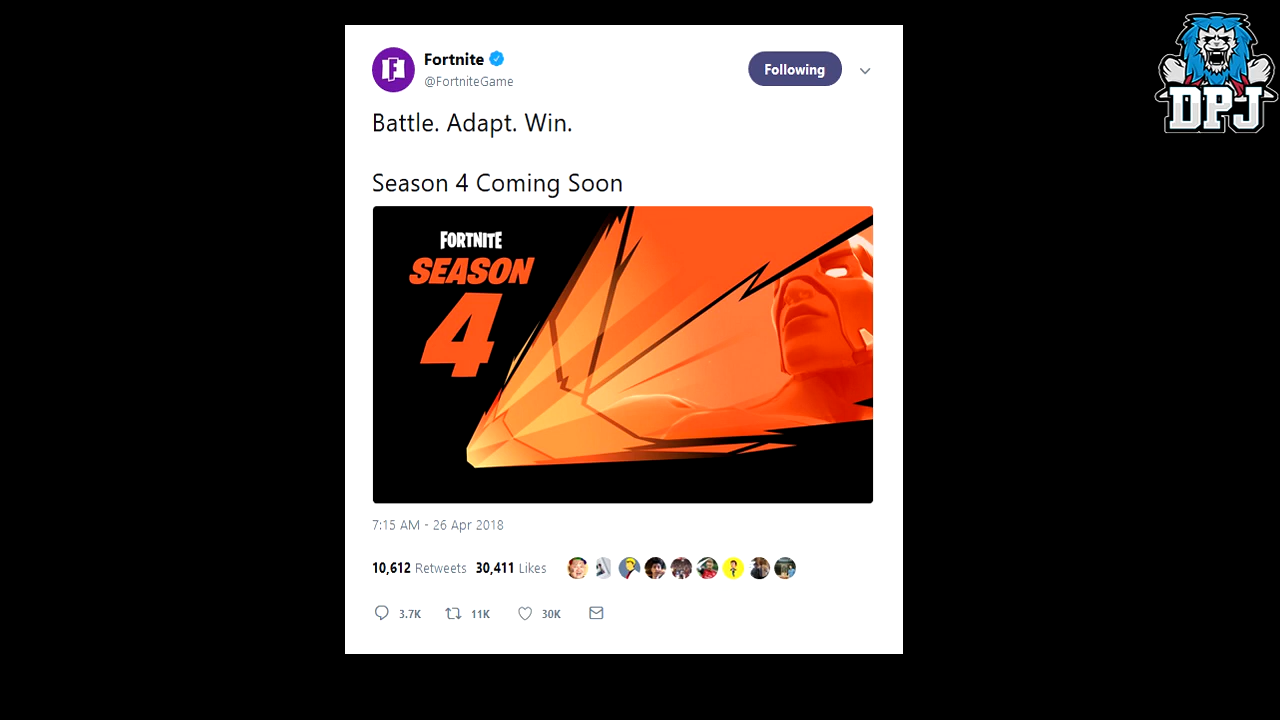 Fortnite
@FortniteGame
Following
Battle. Adapt. Win.
Season 4 Coming Soon
FORTNITE
SEASON
4
7:15 AM - 26 Apr 2018
10,612 Retweets 30,411 Likes
3.7K 11K 30K
DPJ